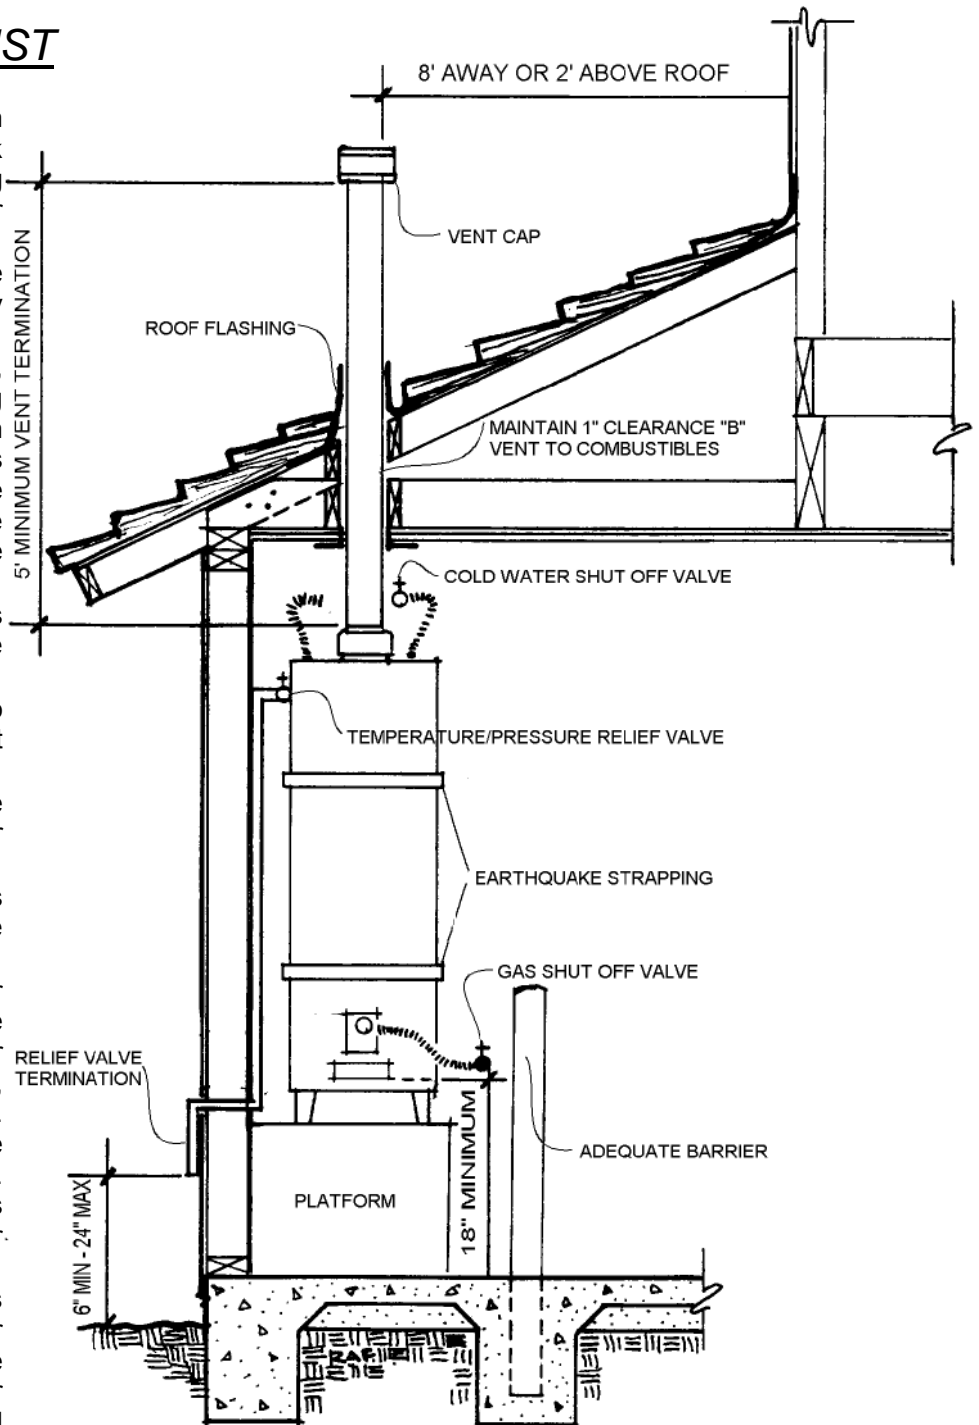 8' AWAY OR 2' ABOVE ROOF
VENT CAP
5' MINIMUM VENT TERMINATION
ROOF FLASHING
MAINTAIN 1" CLEARANCE "B"
VENT TO COMBUSTIBLES
COLD WATER SHUT OFF VALVE
TEMPERATURE/PRESSURE RELIEF VALVE
EARTHQUAKE STRAPPING
GAS SHUT OFF VALVE
RELIEF VALVE
TERMINATION
18" MINIMUM
ADEQUATE BARRIER
PLATFORM
6" MIN - 24" MAX